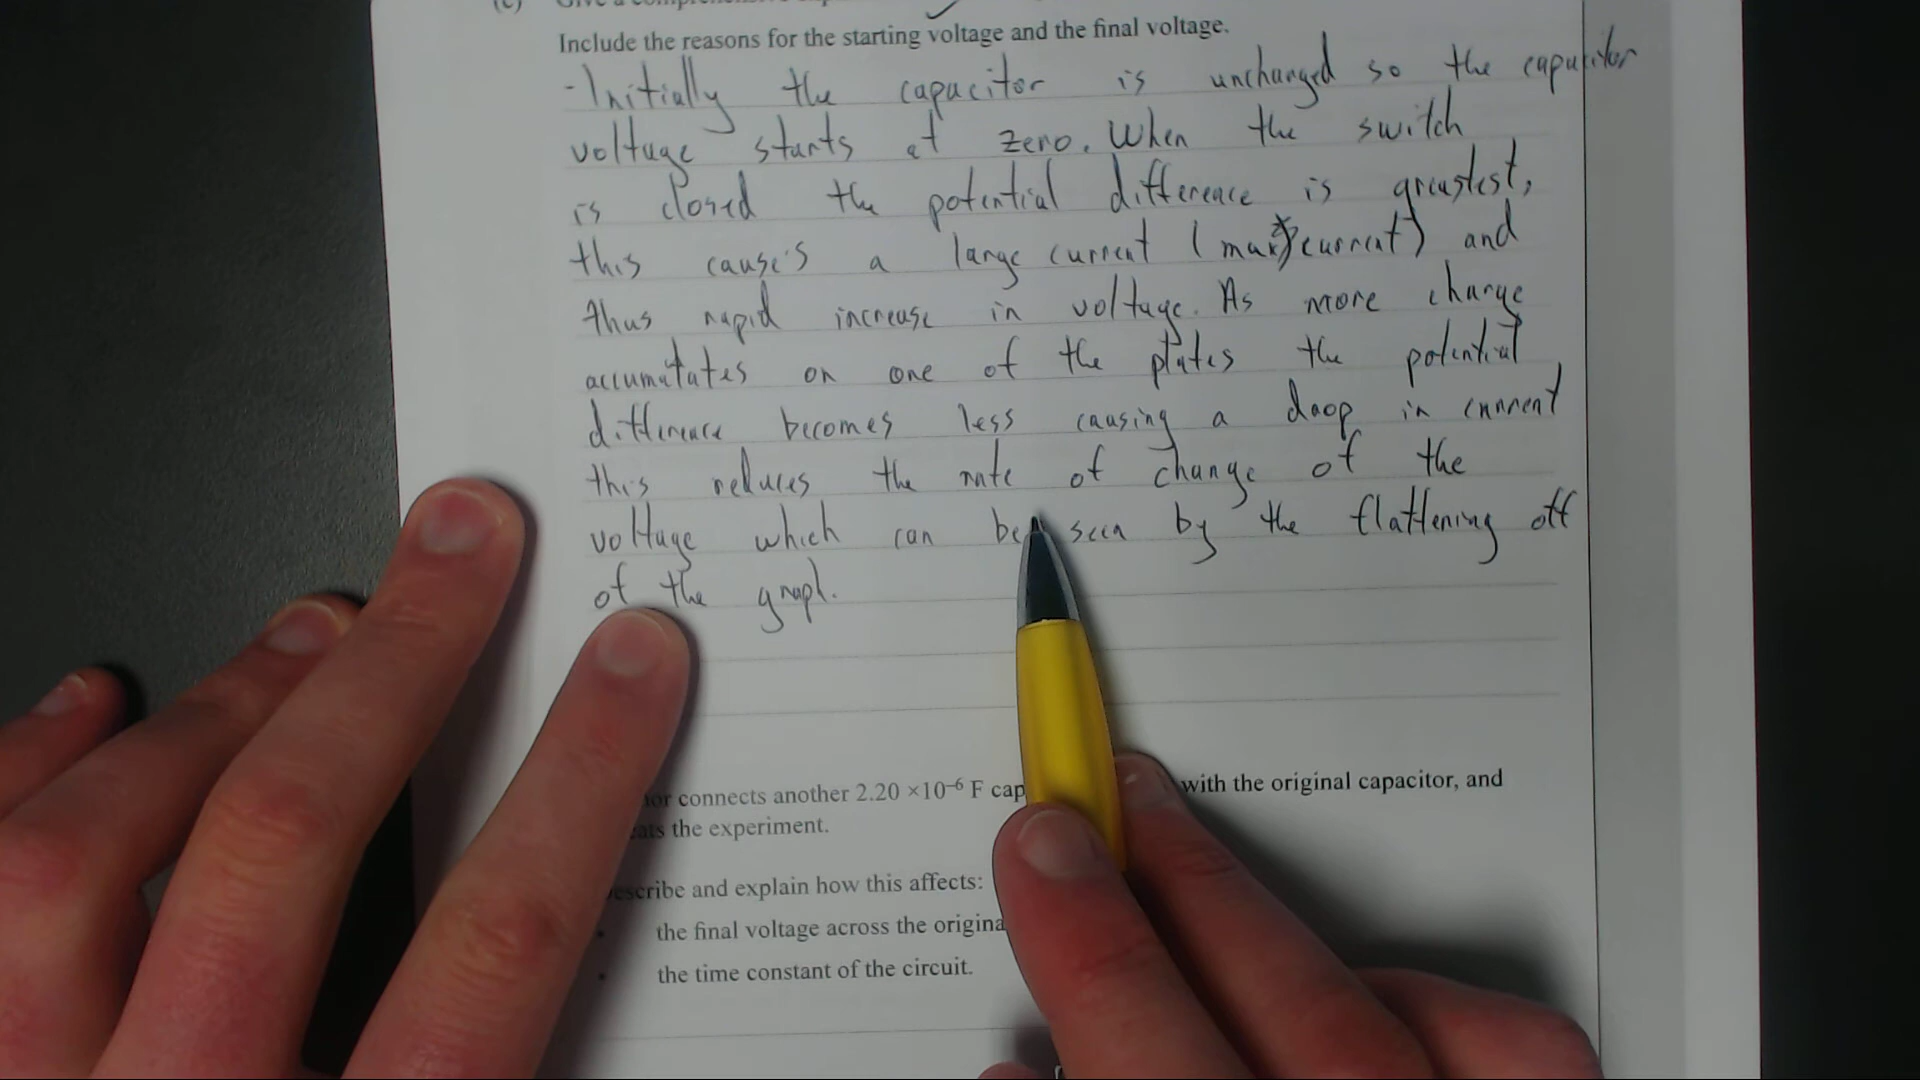 (c) Give a comprehensive
Include the reasons for the starting voltage and the final voltage.
- Initially the capacitor is uncharged so the capacitor
voltage starts at zero. When the switch
is closed the potential difference is greastest,
this cause's a large current (max current) and
thus rapid increase in voltage. As more charge
accumulates on one of the plates the potential
difference becomes less causing a drop in current
this reduces the rate of change of the
voltage which can be seen by the flattening off
of the graph.
connects another 2.20 ×10⁻⁶ F cap with the original capacitor, and
the experiment.
escribe and explain how this affects:
• the final voltage across the origina
• the time constant of the circuit.